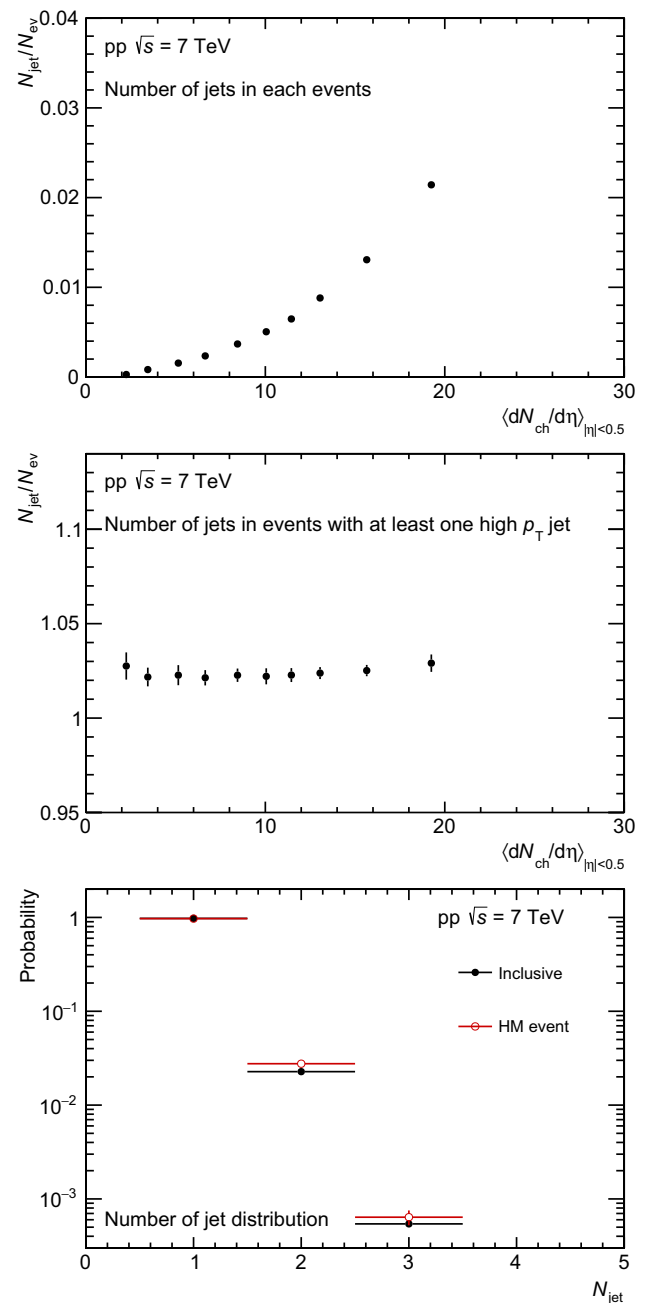 N_jet/N_ev
0.04
pp √s = 7 TeV
Number of jets in each events
0.03
0.02
0.01
0
0 10 20 30
⟨dN_ch/dη⟩_|η|<0.5
N_jet/N_ev
pp √s = 7 TeV
1.1
Number of jets in events with at least one high p_T jet
1.05
1
0.95
0 10 20 30
⟨dN_ch/dη⟩_|η|<0.5
Probability
1
pp √s = 7 TeV
Inclusive
10⁻¹
HM event
10⁻²
10⁻³
Number of jet distribution
0 1 2 3 4 5
N_jet